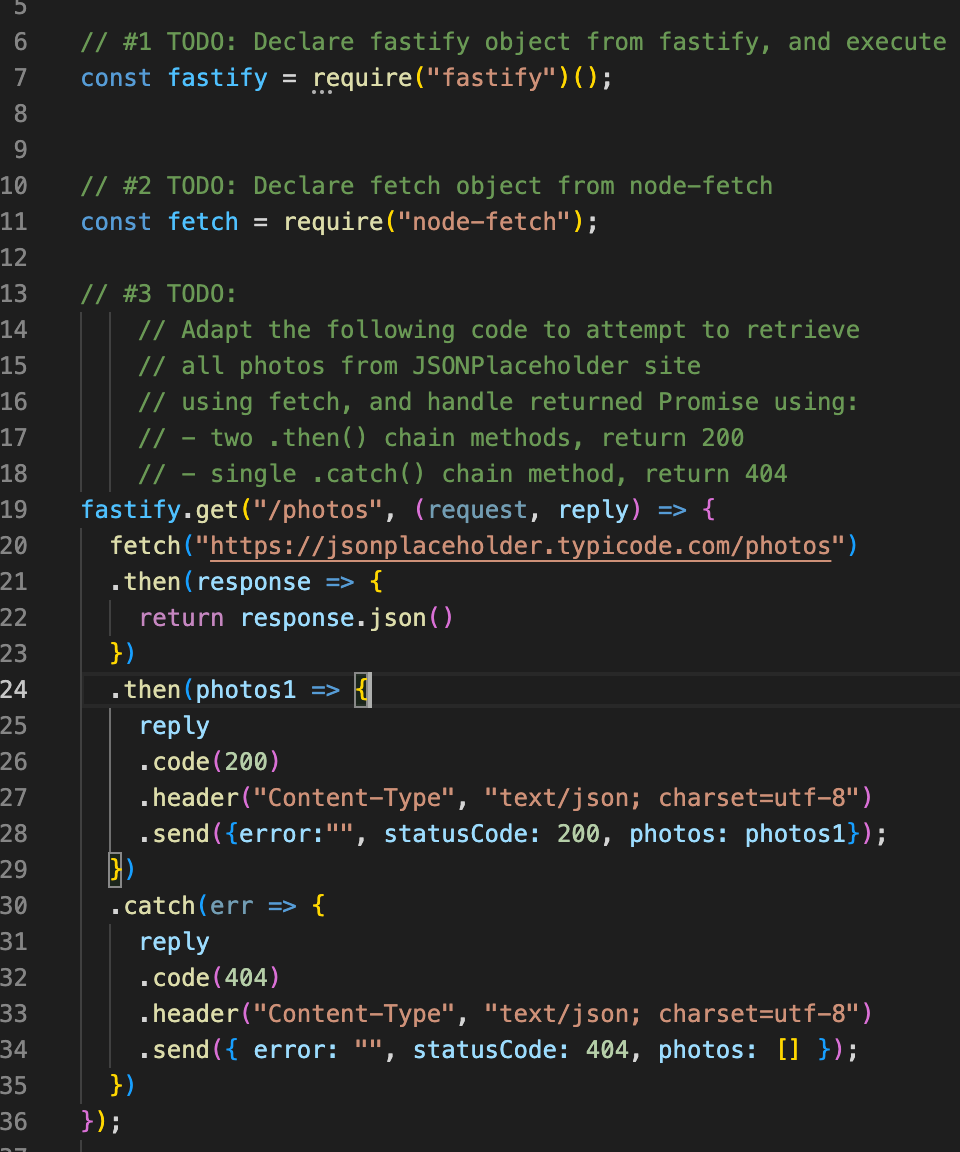 5
6 // #1 TODO: Declare fastify object from fastify, and execute
7 const fastify = require("fastify")();
8
9
10 // #2 TODO: Declare fetch object from node-fetch
11 const fetch = require("node-fetch");
12
13 // #3 TODO:
14 // Adapt the following code to attempt to retrieve
15 // all photos from JSONPlaceholder site
16 // using fetch, and handle returned Promise using:
17 // - two .then() chain methods, return 200
18 // - single .catch() chain method, return 404
19 fastify.get("/photos", (request, reply) => {
20 fetch("https://jsonplaceholder.typicode.com/photos")
21 .then(response => {
22 return response.json()
23 })
24 .then(photos1 => {
25 reply
26 .code(200)
27 .header("Content-Type", "text/json; charset=utf-8")
28 .send({error:"", statusCode: 200, photos: photos1});
29 })
30 .catch(err => {
31 reply
32 .code(404)
33 .header("Content-Type", "text/json; charset=utf-8")
34 .send({ error: "", statusCode: 404, photos: [] });
35 })
36 });